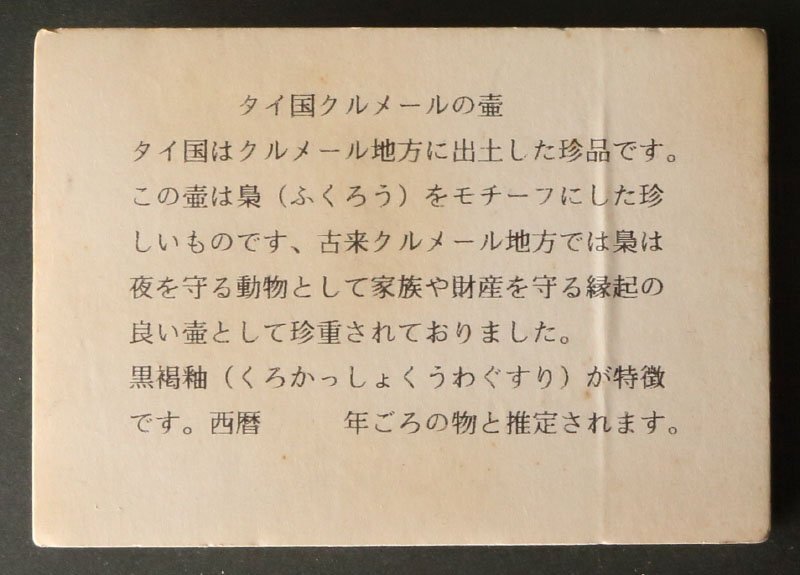 タイ国クルメールの壷
タイ国はクルメール地方に出土した珍品です。
この壷は梟（ふくろう）をモチーフにした珍
しいものです、古来クルメール地方では梟は
夜を守る動物として家族や財産を守る縁起の
良い壷として珍重されておりました。
黒褐釉（くろかっしょくうわぐすり）が特徴
です。西暦　　　年ごろの物と推定されます。